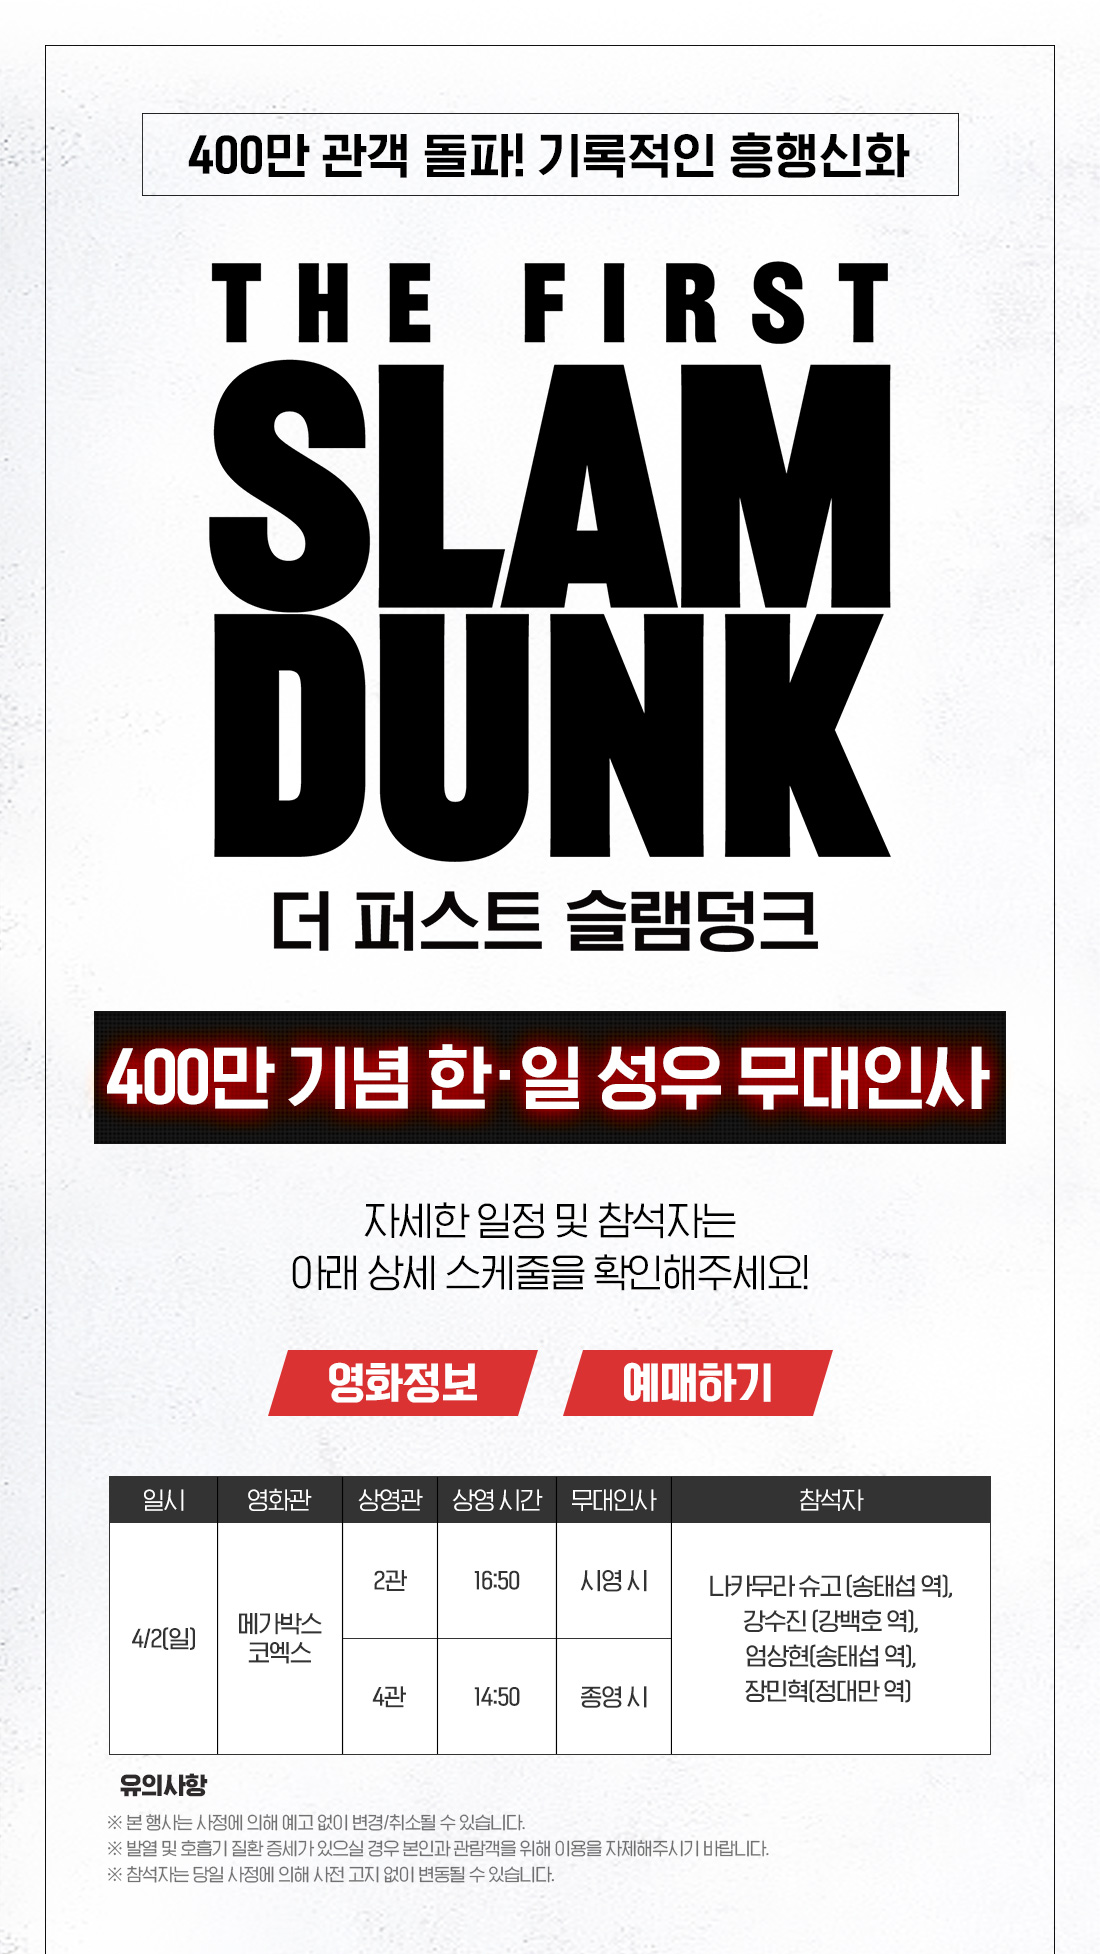 400만 관객 돌파! 기록적인 흥행신화
THE FIRST
SLAM
DUNK
더 퍼스트 슬램덩크
400만 기념 한·일 성우 무대인사
자세한 일정 및 참석자는
아래 상세 스케줄을 확인해주세요!
영화정보 예매하기
일시 영화관 상영관 상영 시간 무대인사 참석자
4/2(일)
메가박스
코엑스
2관 16:50 시영 시
4관 14:50 종영 시
나카무라 슈고 (송태섭 역),
강수진 (강백호 역),
엄상현(송태섭 역),
장민혁(정대만 역)
유의사항
※ 본 행사는 사정에 의해 예고 없이 변경/취소될 수 있습니다.
※ 발열 및 호흡기 질환 증세가 있으실 경우 본인과 관람객을 위해 이용을 자제해주시기 바랍니다.
※ 참석자는 당일 사정에 의해 사전 고지 없이 변동될 수 있습니다.